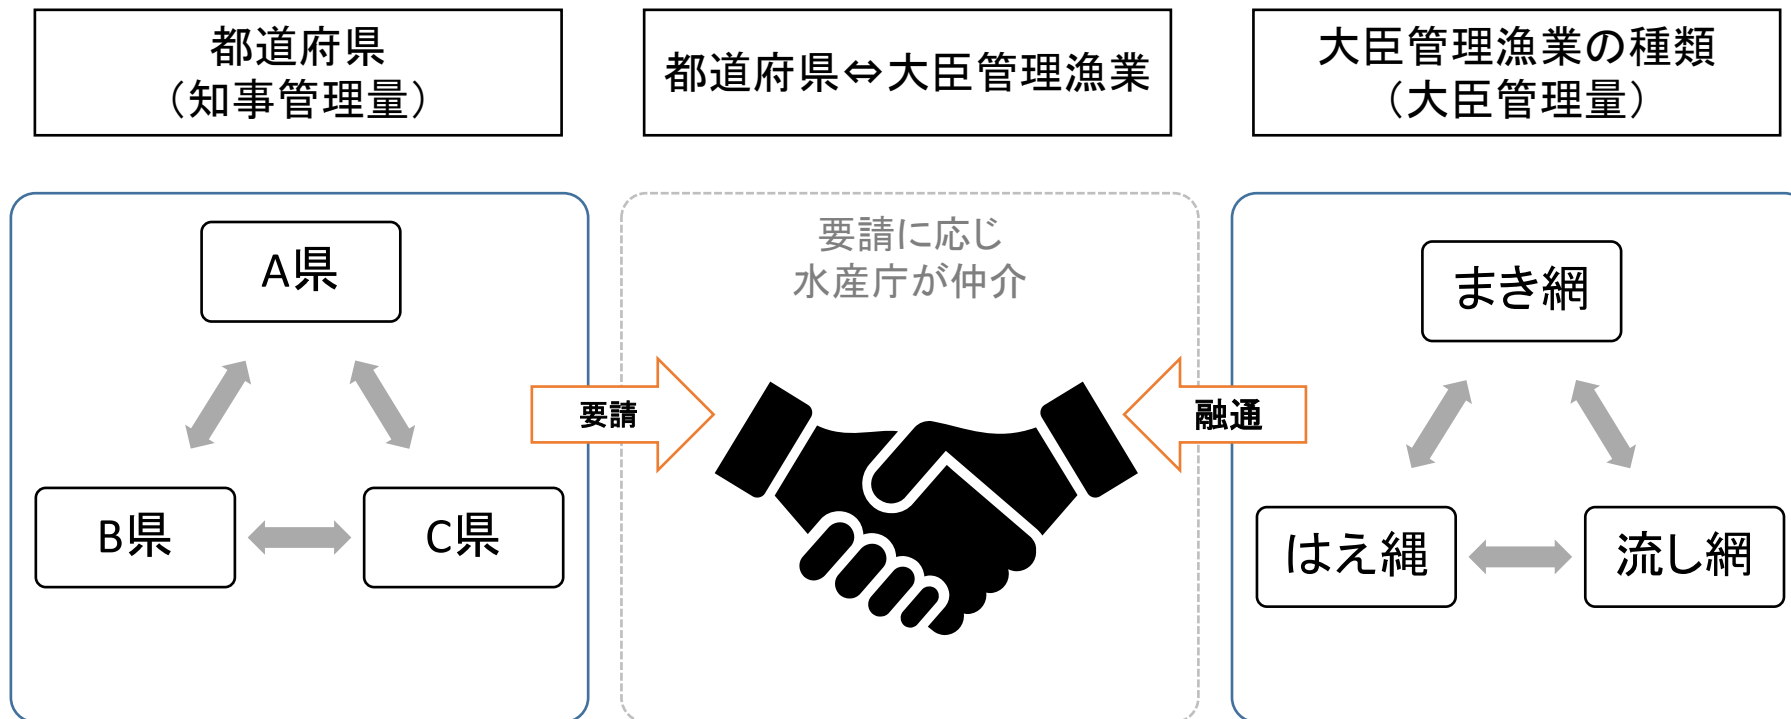 都道府県
（知事管理量）
都道府県⇔大臣管理漁業
大臣管理漁業の種類
（大臣管理量）
A県
B県
C県
要請に応じ
水産庁が仲介
要請
融通
まき網
はえ縄
流し網